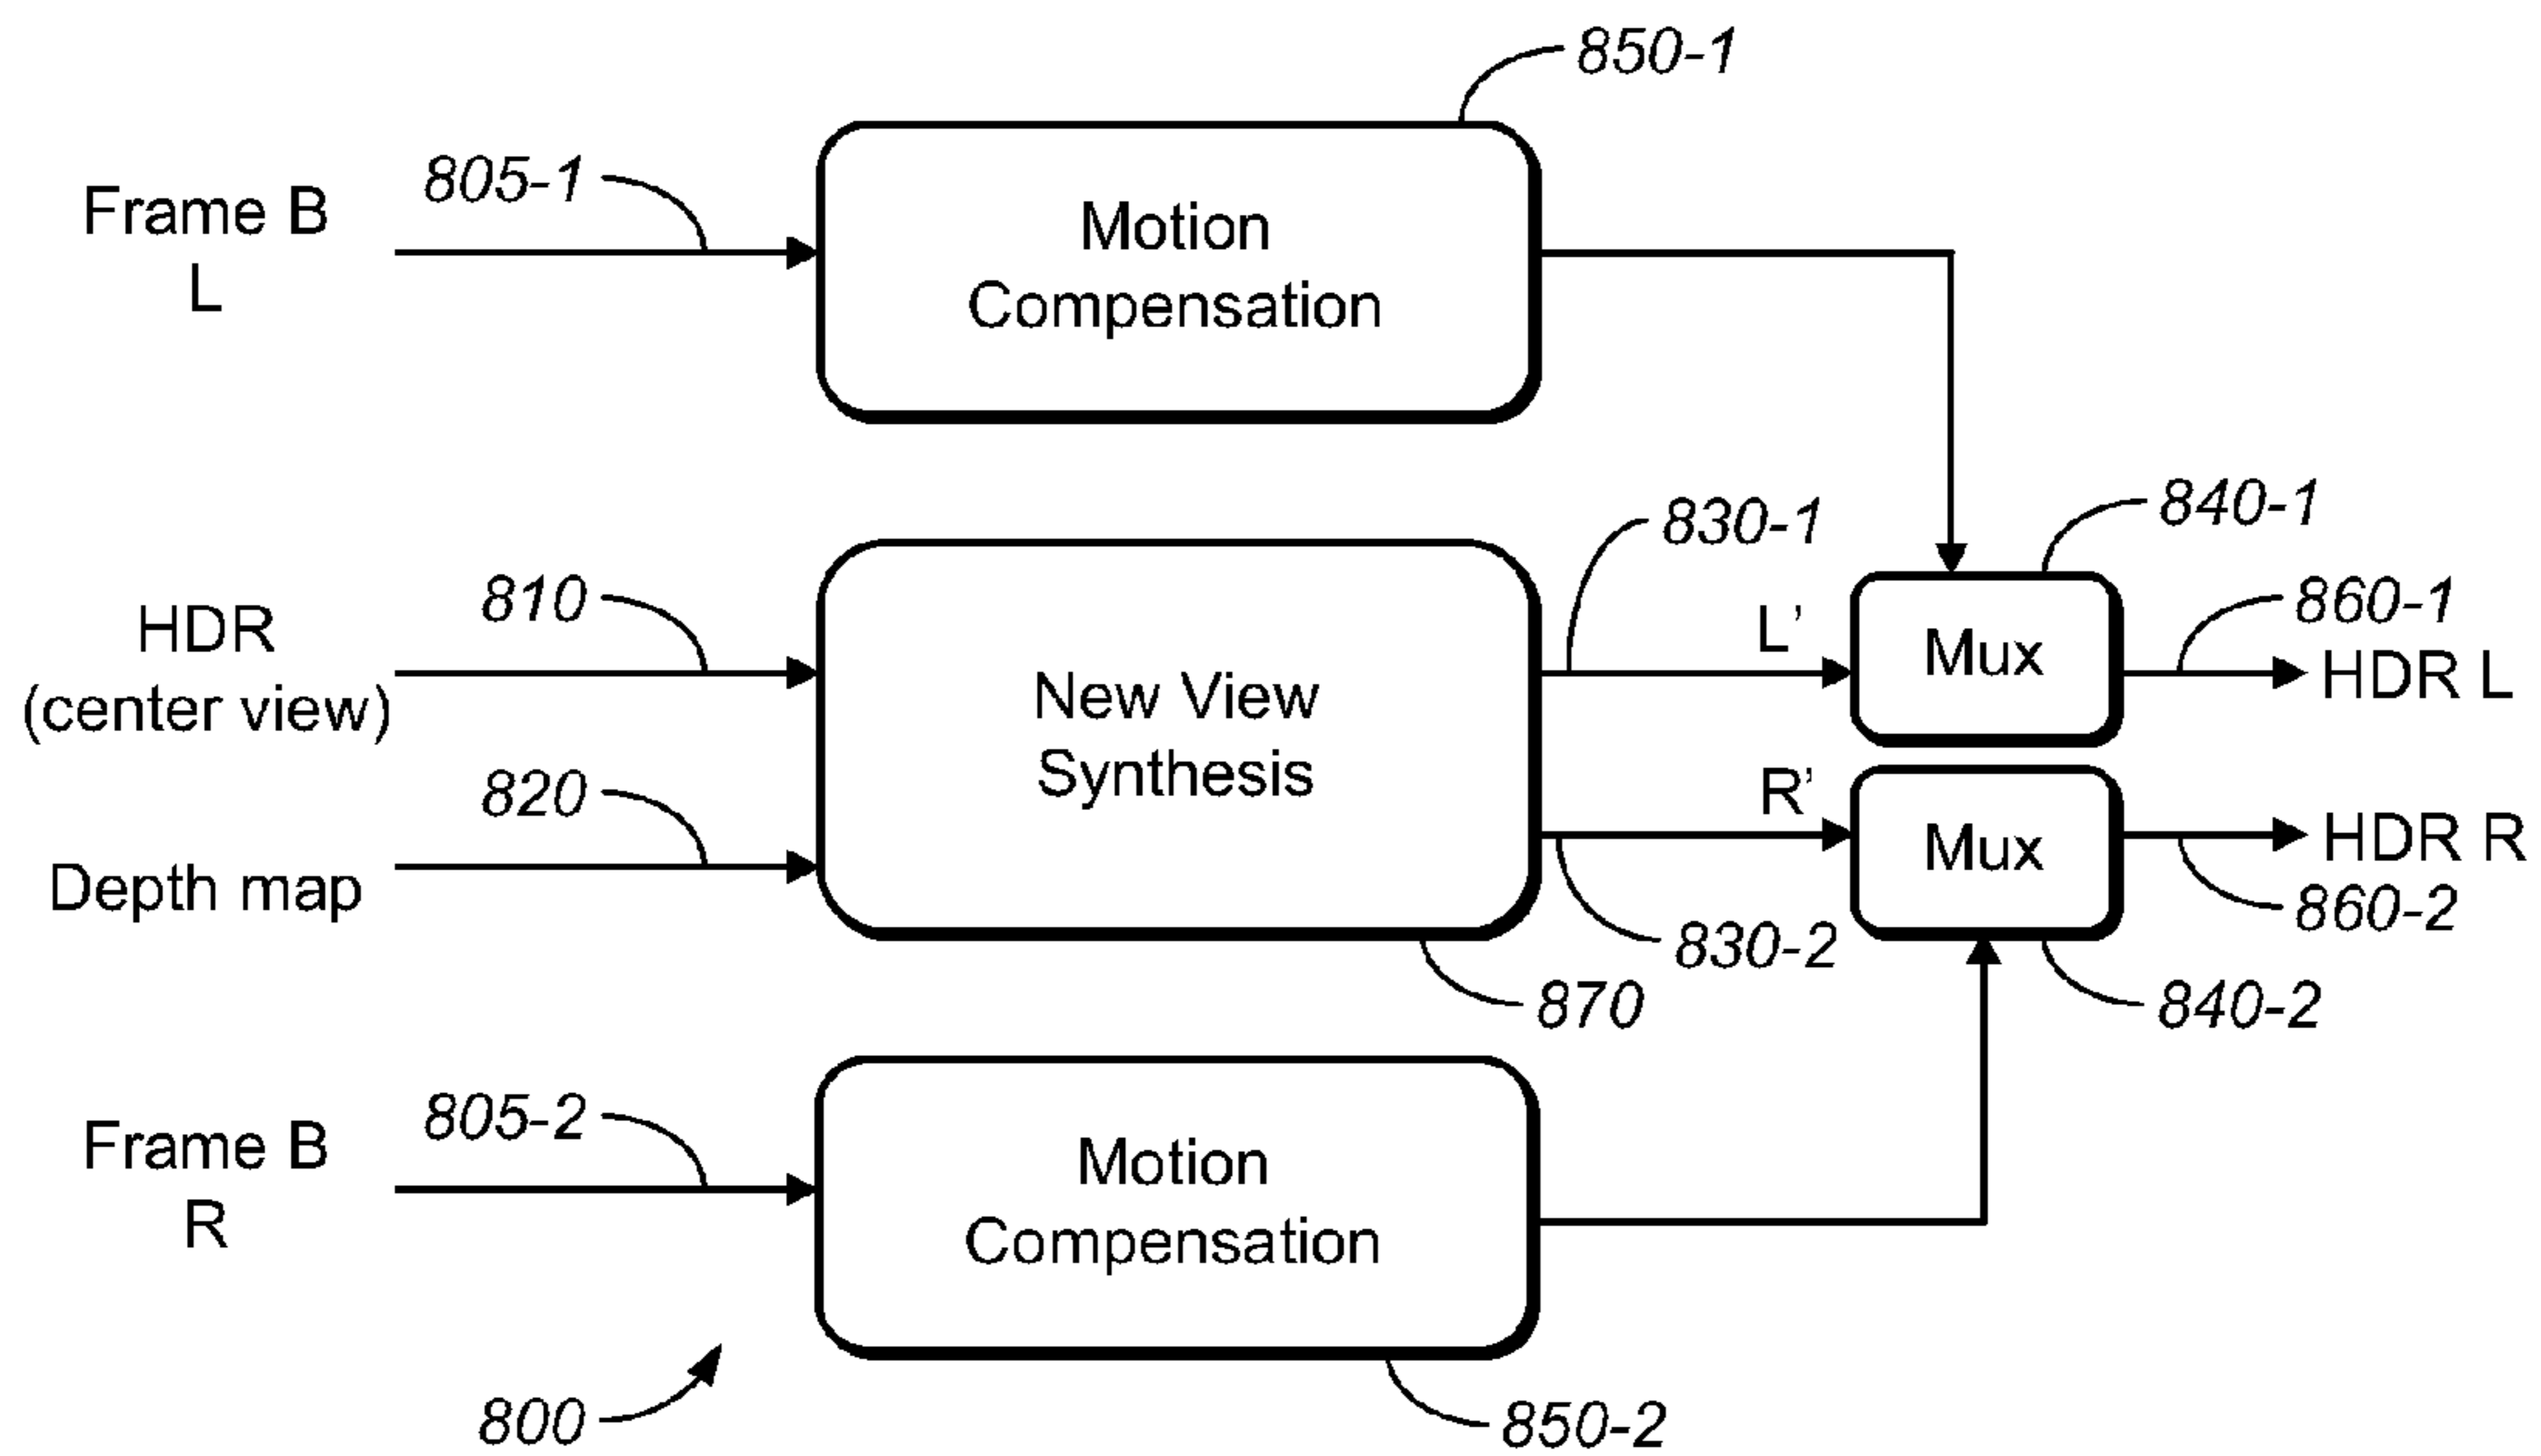 850-1
805-1
Frame B
L
Motion
Compensation
830-1
840-1
810
HDR
(center view)
L’
Mux
860-1
HDR L
New View
Synthesis
820
Depth map
R’
Mux
HDR R
860-2
830-2
870
840-2
805-2
Frame B
R
Motion
Compensation
800
850-2